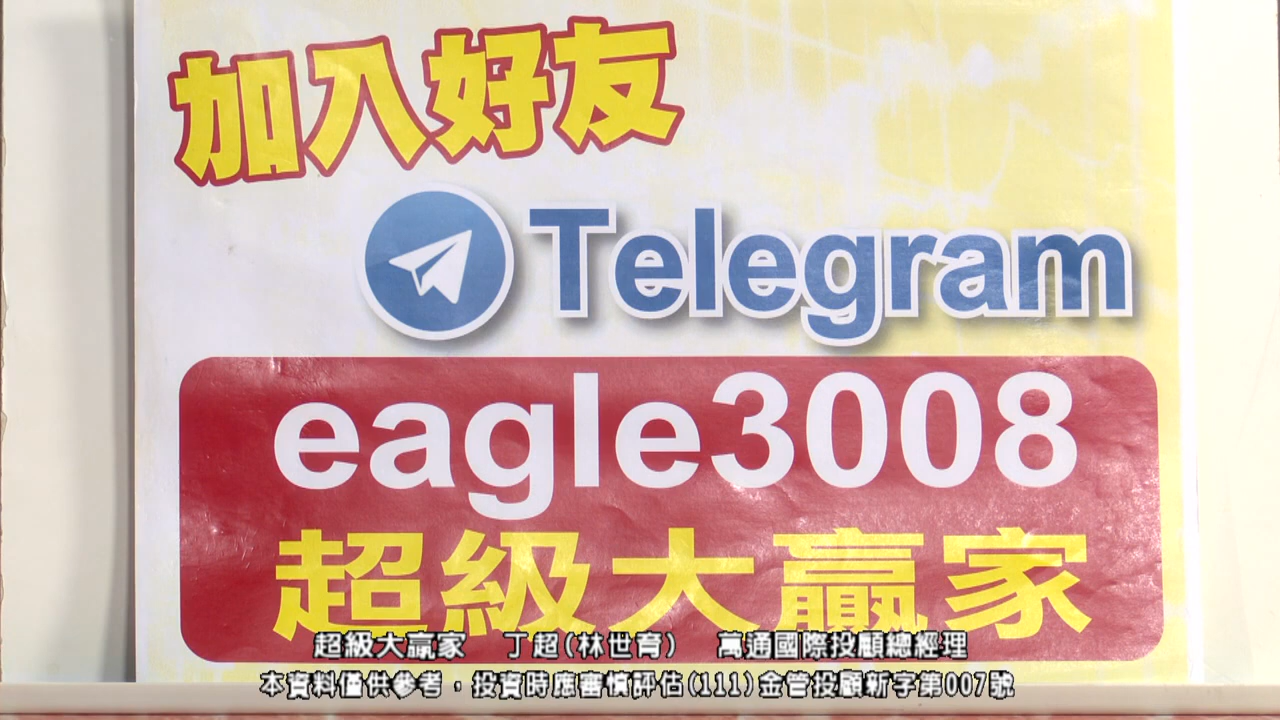 加入好友
Telegram
eagle3008
超級大贏家
超級大贏家 丁超(林世育) 萬通國際投顧總經理
本資料僅供參考，投資時應審慎評估(111)金管投顧新字第007號